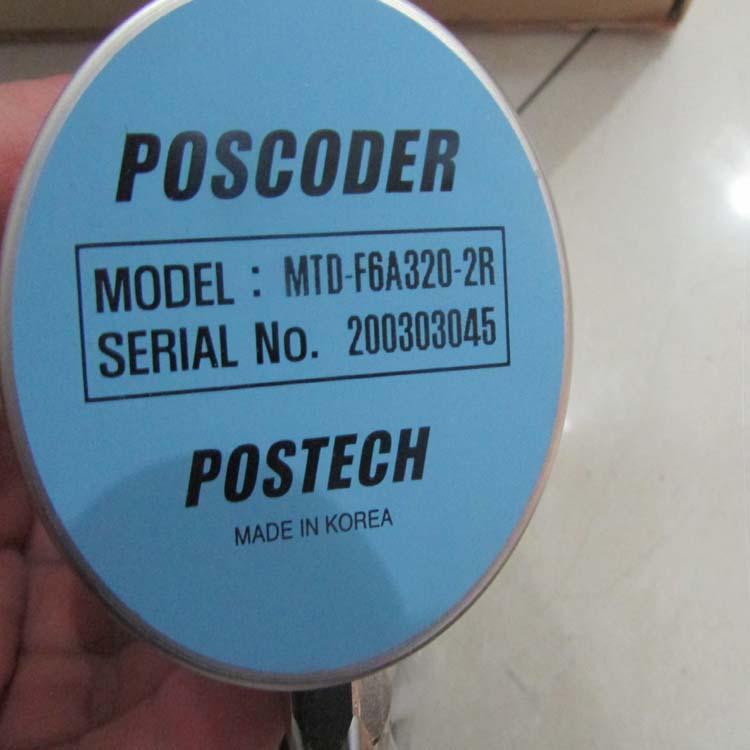 POSCODER
MODEL : MTD-F6A320-2R
SERIAL No. 200303045
POSTECH
MADE IN KOREA